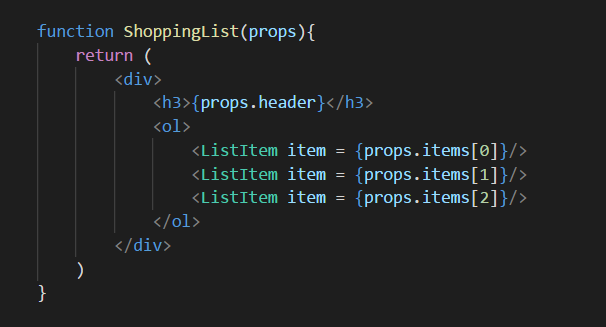 function ShoppingList(props){
    return (
        <div>
            <h3>{props.header}</h3>
            <ol>
                <ListItem item = {props.items[0]}/>
                <ListItem item = {props.items[1]}/>
                <ListItem item = {props.items[2]}/>
            </ol>
        </div>
    )
}